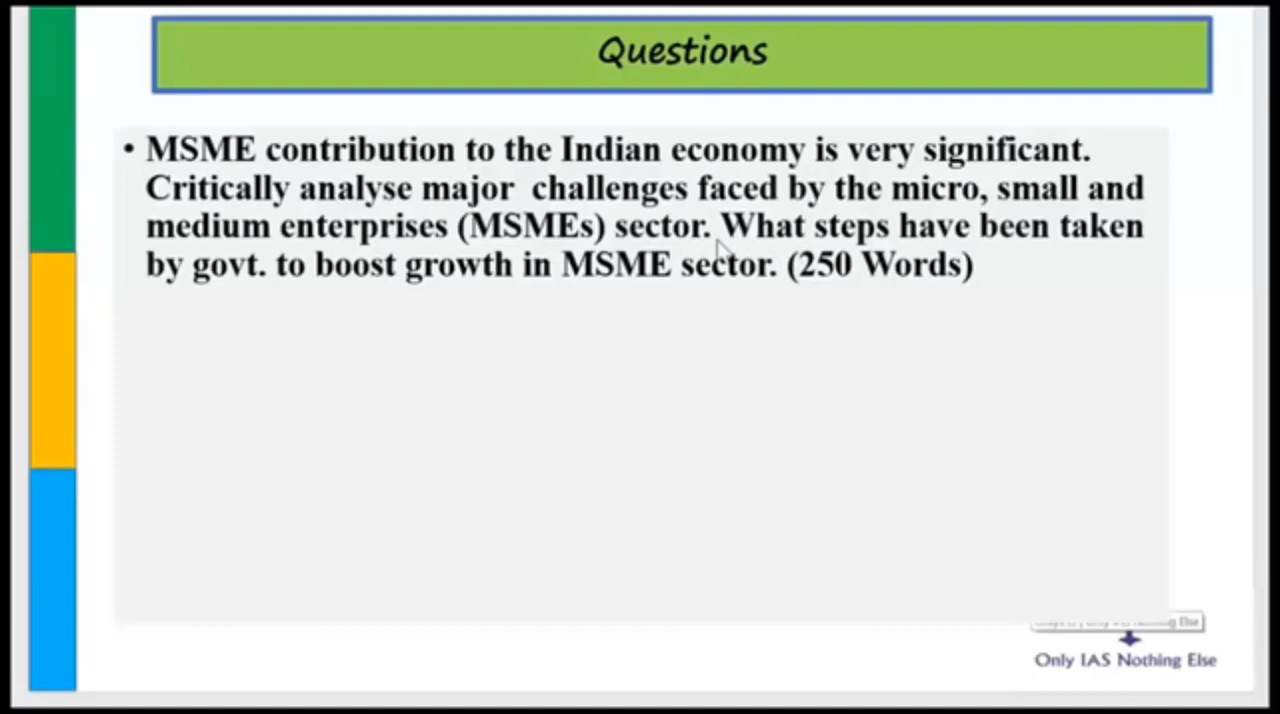 Questions
• MSME contribution to the Indian economy is very significant.
Critically analyse major challenges faced by the micro, small and
medium enterprises (MSMEs) sector. What steps have been taken
by govt. to boost growth in MSME sector. (250 Words)
Nothing Else
Only IAS Nothing Else